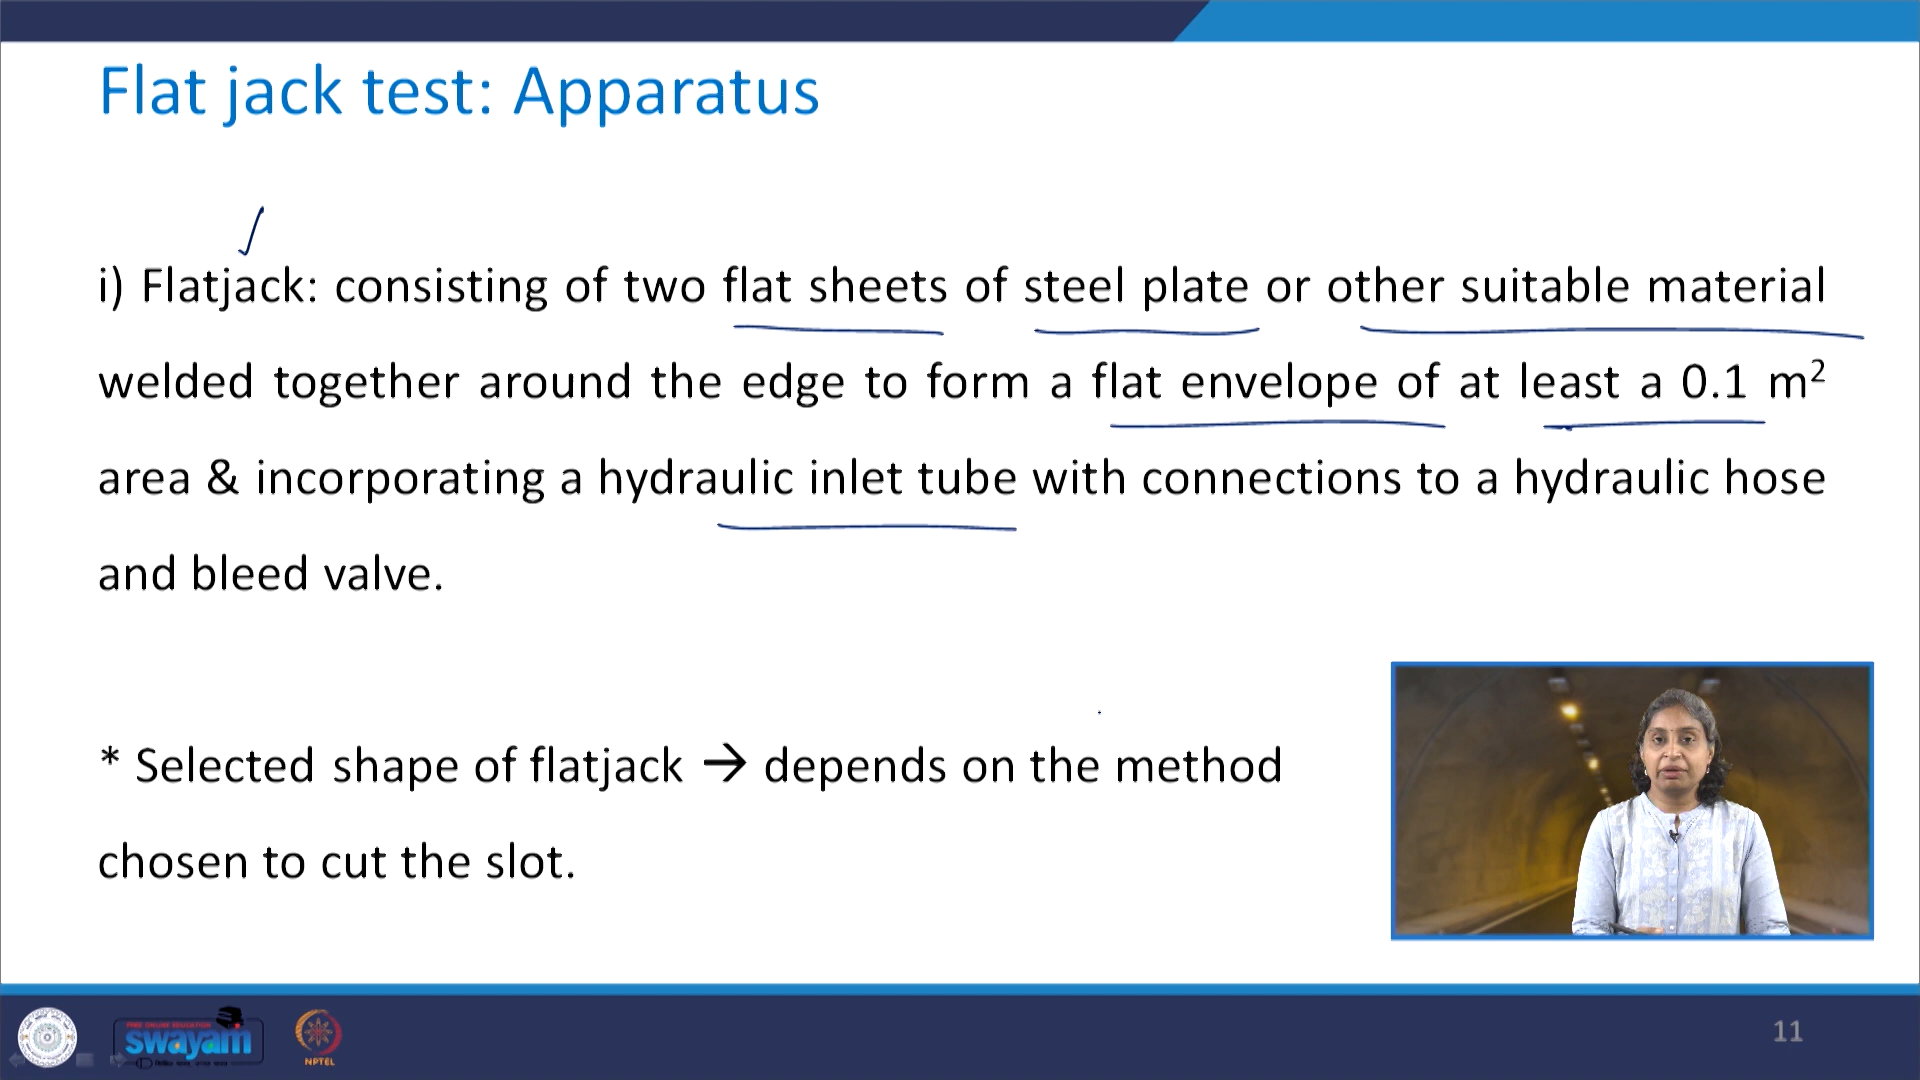 Flat jack test: Apparatus
i) Flatjack: consisting of two flat sheets of steel plate or other suitable material
welded together around the edge to form a flat envelope of at least a 0.1 m²
area & incorporating a hydraulic inlet tube with connections to a hydraulic hose
and bleed valve.
* Selected shape of flatjack → depends on the method
chosen to cut the slot.
FREE ONLINE EDUCATION
swayam
NPTEL
11